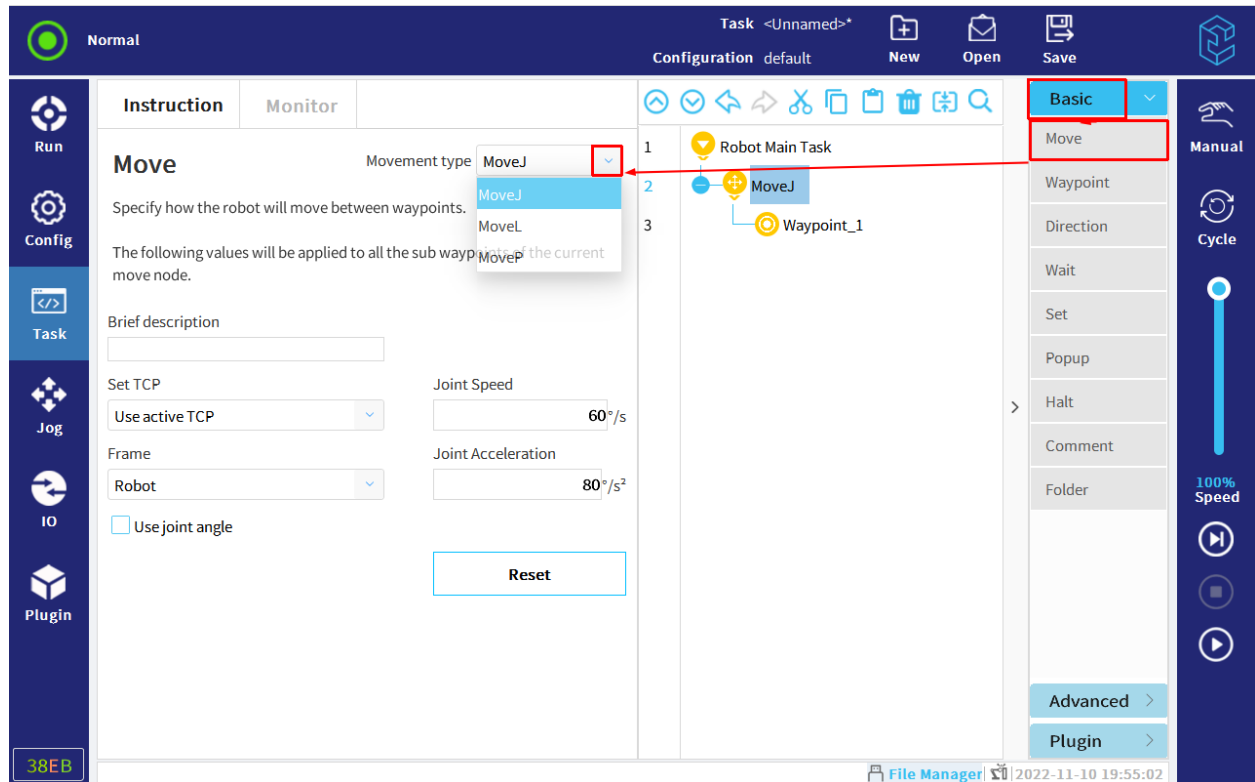 Normal
Task <Unnamed>*
Configuration default
New
Open
Save
Run
Config
Task
Jog
IO
Plugin
38EB
Instruction
Monitor
Move
Movement type MoveJ
MoveJ
MoveL
MoveP
Specify how the robot will move between waypoints.
The following values will be applied to all the sub waypoints of the current
move node.
Brief description
Set TCP
Joint Speed
Use active TCP
60°/s
Frame
Joint Acceleration
Robot
80°/s²
Use joint angle
Reset
1 Robot Main Task
2 MoveJ
3 Waypoint_1
Basic
Move
Waypoint
Direction
Wait
Set
Popup
Halt
Comment
Folder
Advanced >
Plugin >
Manual
Cycle
100%
Speed
File Manager
2022-11-10 19:55:02